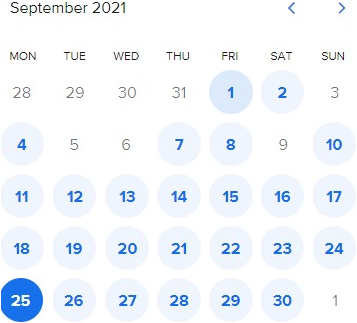 September 2021
MON TUE WED THU FRI SAT SUN
28 29 30 31 1 2 3
4 5 6 7 8 9 10
11 12 13 14 15 16 17
18 19 20 21 22 23 24
25 26 27 28 29 30 1